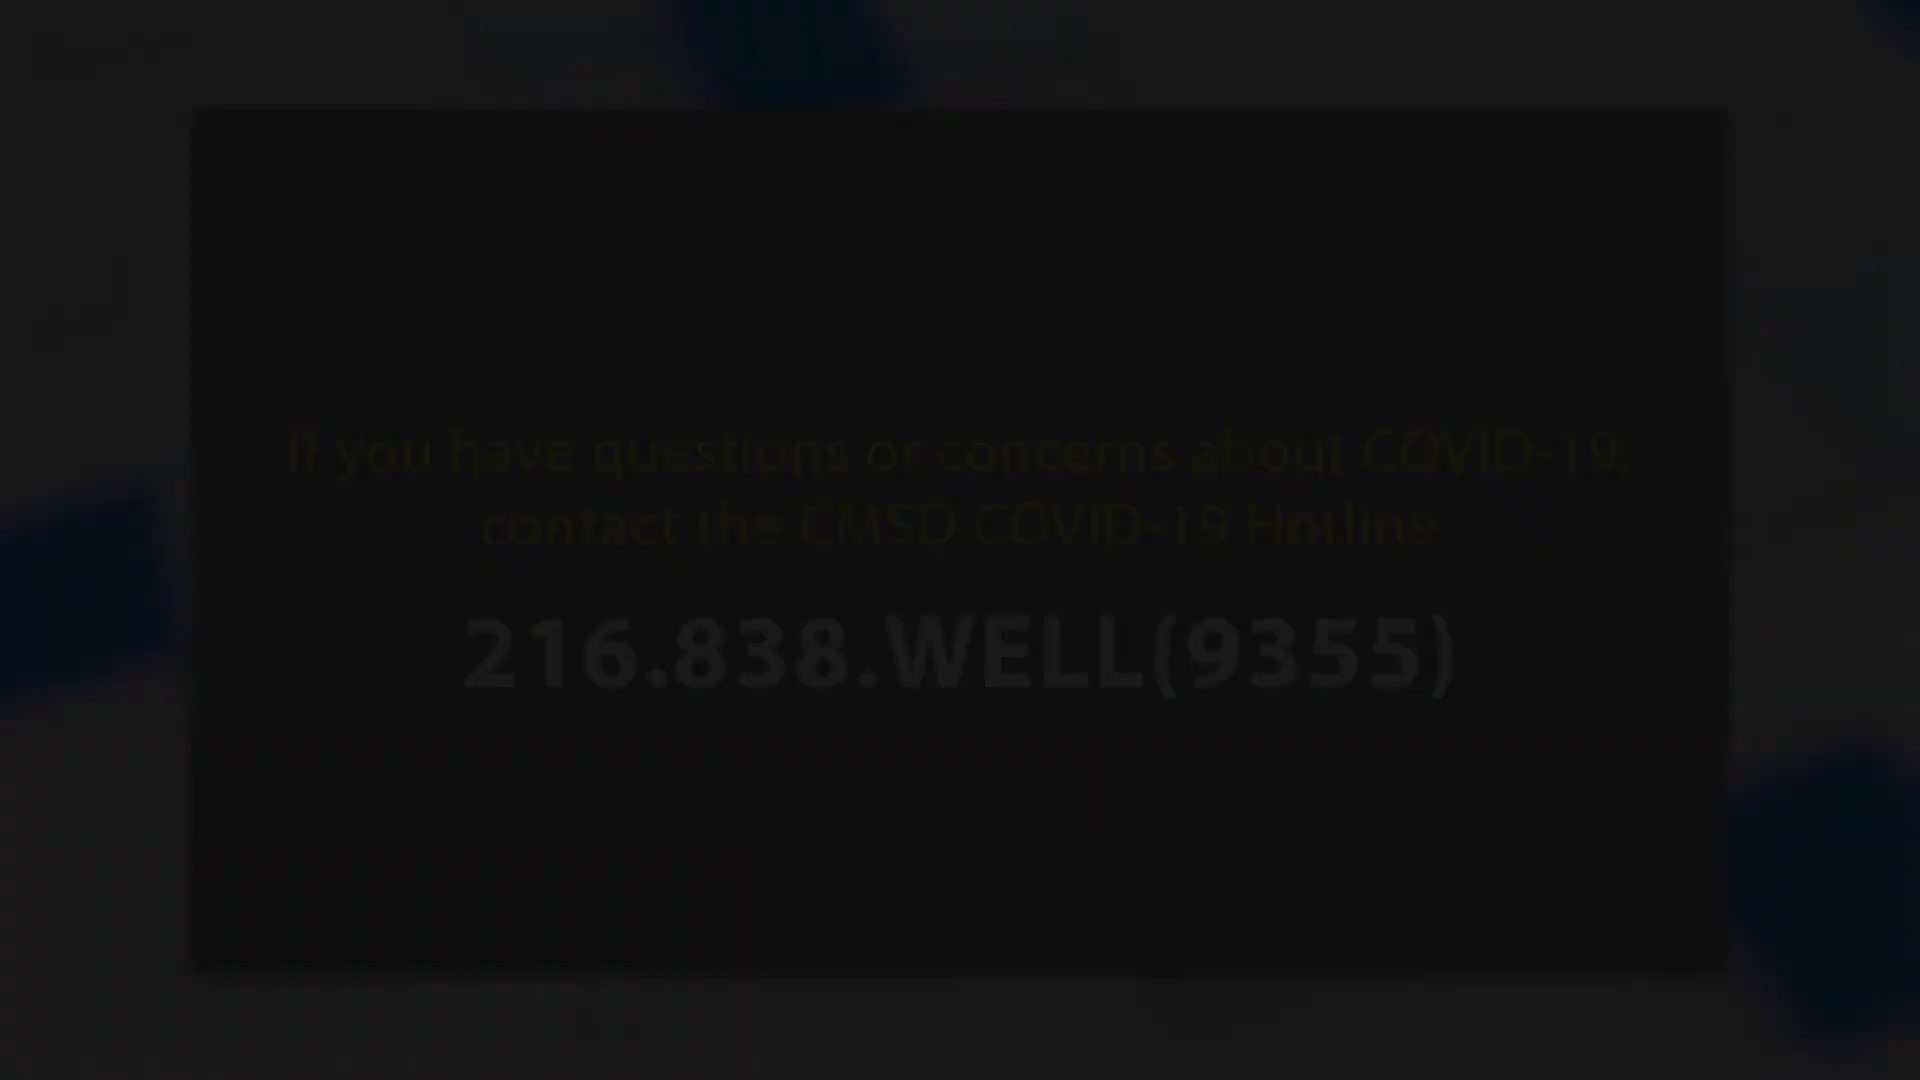 If you have questions or concerns about COVID-19,
contact the CMSD COVID-19 Hotline
216.838.WELL(9355)